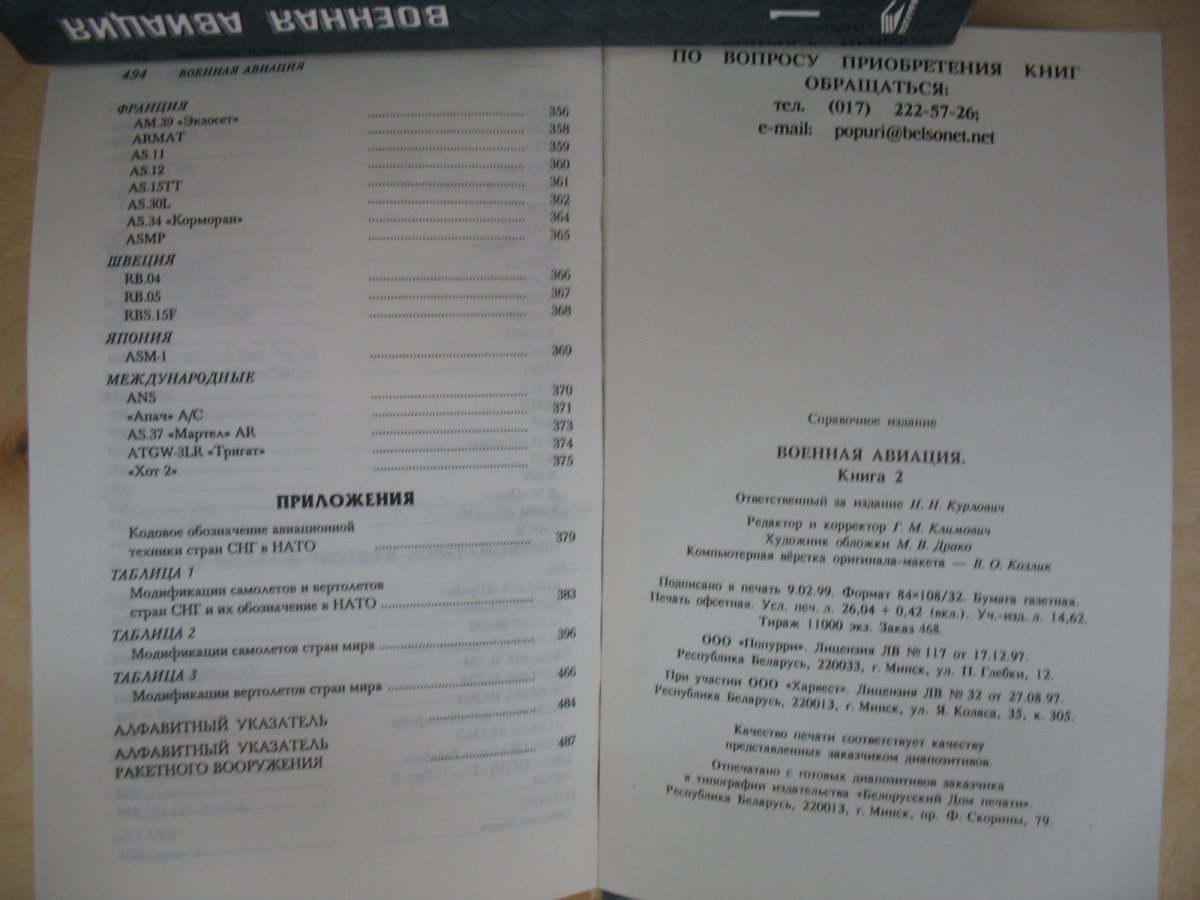 ВОЕННАЯ АВИАЦИЯ
1
494 ВОЕННАЯ АВИАЦИЯ
ФРАНЦИЯ
AM.39 «Экзосет» 356
ARMAT 358
AS.11 359
AS.12 360
AS.15TT 361
AS.30L 362
AS.34 «Корморан» 364
ASMP 365
ШВЕЦИЯ
RB.04 366
RB.05 367
RBS.15F 368
ЯПОНИЯ
ASM-1 369
МЕЖДУНАРОДНЫЕ
ANS 370
«Апач» A/C 371
AS.37 «Мартел» AR 373
ATGW-3LR «Тригат» 374
«Хот 2» 375
ПРИЛОЖЕНИЯ
Кодовое обозначение авиационной
техники стран СНГ в НАТО 379
ТАБЛИЦА 1
Модификации самолетов и вертолетов
стран СНГ и их обозначение в НАТО 383
ТАБЛИЦА 2
Модификации самолетов стран мира 396
ТАБЛИЦА 3
Модификации вертолетов стран мира 466
АЛФАВИТНЫЙ УКАЗАТЕЛЬ 484
АЛФАВИТНЫЙ УКАЗАТЕЛЬ
РАКЕТНОГО ВООРУЖЕНИЯ 487
ПО ВОПРОСУ ПРИОБРЕТЕНИЯ КНИГ
ОБРАЩАТЬСЯ:
тел. (017) 222-57-26;
e-mail: popuri@belsonet.net
Справочное издание
ВОЕННАЯ АВИАЦИЯ.
Книга 2
Ответственный за издание Н. Н. Курлович
Редактор и корректор Г. М. Климович
Художник обложки М. В. Драко
Компьютерная вёрстка оригинала-макета — В. О. Козлик
Подписано в печать 9.02.99. Формат 84×108/32. Бумага газетная.
Печать офсетная. Усл. печ. л. 26,04 + 0,42 (вкл.). Уч.-изд. л. 14,62.
Тираж 11000 экз. Заказ 468.
ООО «Попурри». Лицензия ЛВ № 117 от 17.12.97.
Республика Беларусь, 220033, г. Минск, ул. П. Глебки, 12.
При участии ООО «Харвест». Лицензия ЛВ № 32 от 27.08.97.
Республика Беларусь, 220013, г. Минск, ул. Я. Коласа, 35, к. 305.
Качество печати соответствует качеству
представленных заказчиком диапозитивов.
Отпечатано с готовых диапозитивов заказчика
в типографии издательства «Белорусский Дом печати».
Республика Беларусь, 220013, г. Минск, пр. Ф. Скорины, 79.